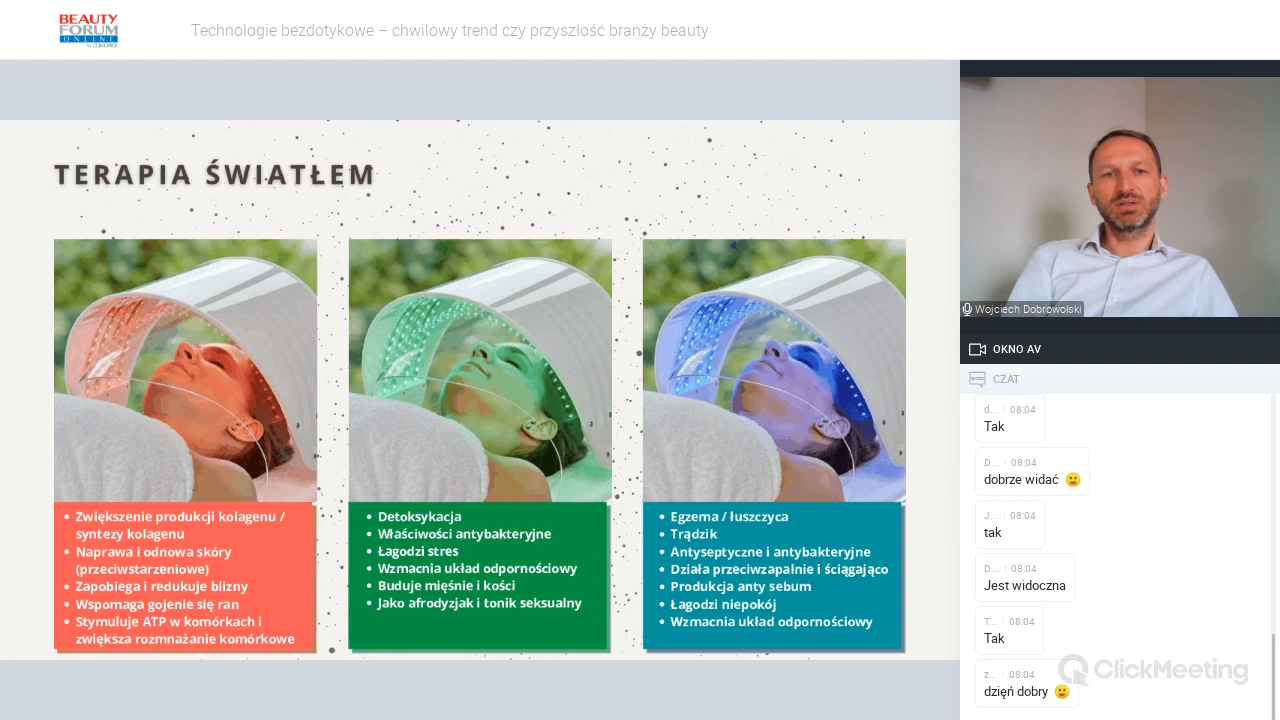 BEAUTY
FORUM
ONLINE
by COSMOPROF
Technologie bezdotykowe – chwilowy trend czy przyszłość branży beauty
TERAPIA ŚWIATŁEM
• Zwiększenie produkcji kolagenu /
syntezy kolagenu
• Naprawa i odnowa skóry
(przeciwstarzeniowe)
• Zapobiega i redukuje blizny
• Wspomaga gojenie się ran
• Stymuluje ATP w komórkach i
zwiększa rozmnażanie komórkowe
• Detoksykacja
• Właściwości antybakteryjne
• Łagodzi stres
• Wzmacnia układ odpornościowy
• Buduje mięśnie i kości
• Jako afrodyzjak i tonik seksualny
• Egzema / łuszczyca
• Trądzik
• Antyseptyczne i antybakteryjne
• Działa przeciwzapalnie i ściągająco
• Produkcja anty sebum
• Łagodzi niepokój
• Wzmacnia układ odpornościowy
Wojciech Dobrowolski
OKNO AV
CZAT
d... 08:04
Tak
D... 08:04
dobrze widać 🙂
J... 08:04
tak
D... 08:04
Jest widoczna
T... 08:04
Tak
z... 08:04
dzień dobry 🙂
ClickMeeting